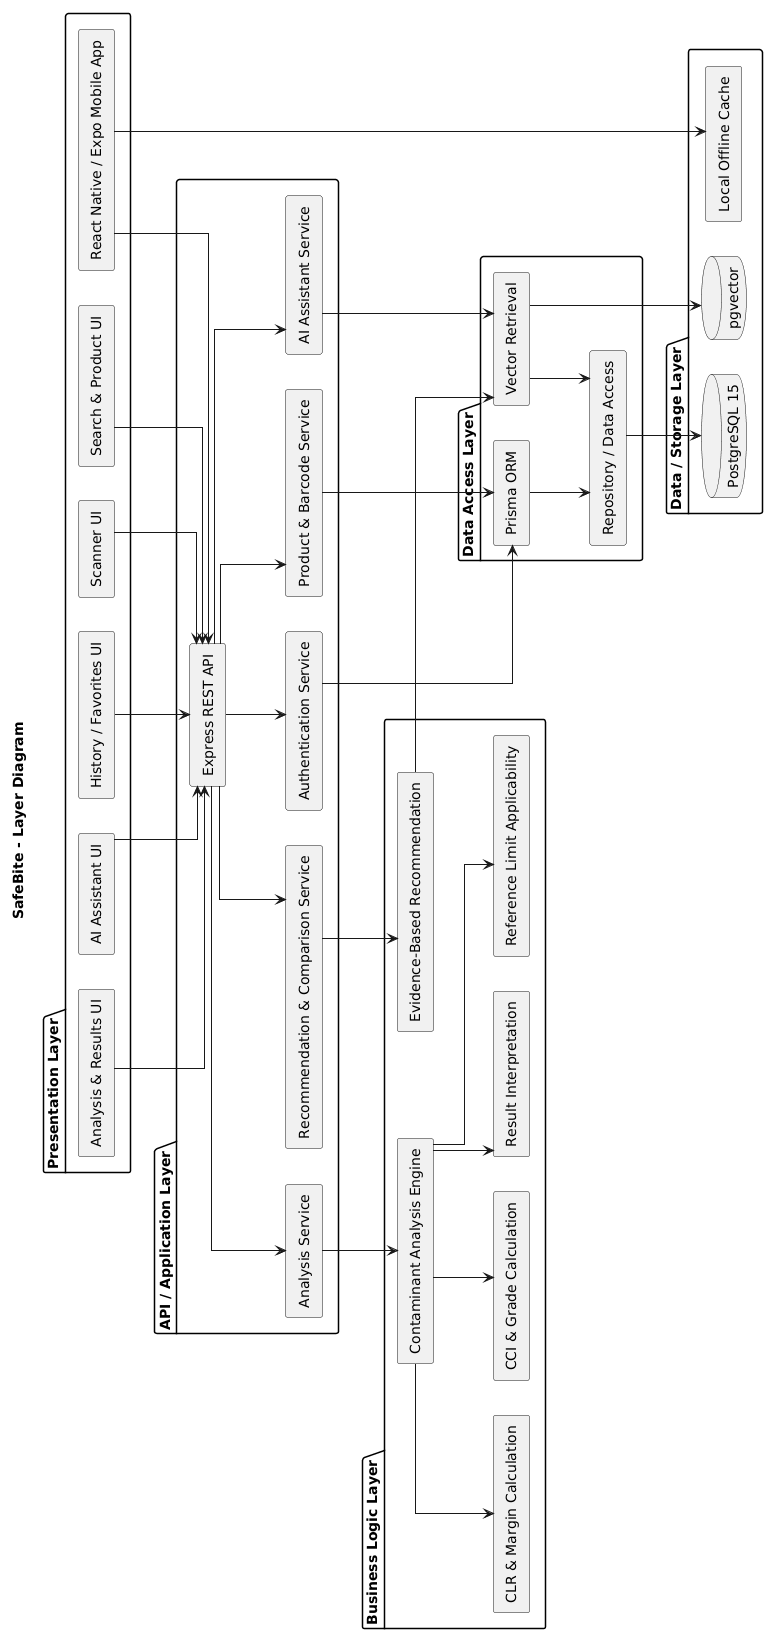 SafeBite - Layer Diagram
Presentation Layer
Analysis & Results UI
AI Assistant UI
History / Favorites UI
Scanner UI
Search & Product UI
React Native / Expo Mobile App
API / Application Layer
Express REST API
Analysis Service
Recommendation & Comparison Service
Authentication Service
Product & Barcode Service
AI Assistant Service
Business Logic Layer
Contaminant Analysis Engine
Evidence-Based Recommendation
CLR & Margin Calculation
CCI & Grade Calculation
Result Interpretation
Reference Limit Applicability
Data Access Layer
Prisma ORM
Vector Retrieval
Repository / Data Access
Data / Storage Layer
PostgreSQL 15
pgvector
Local Offline Cache